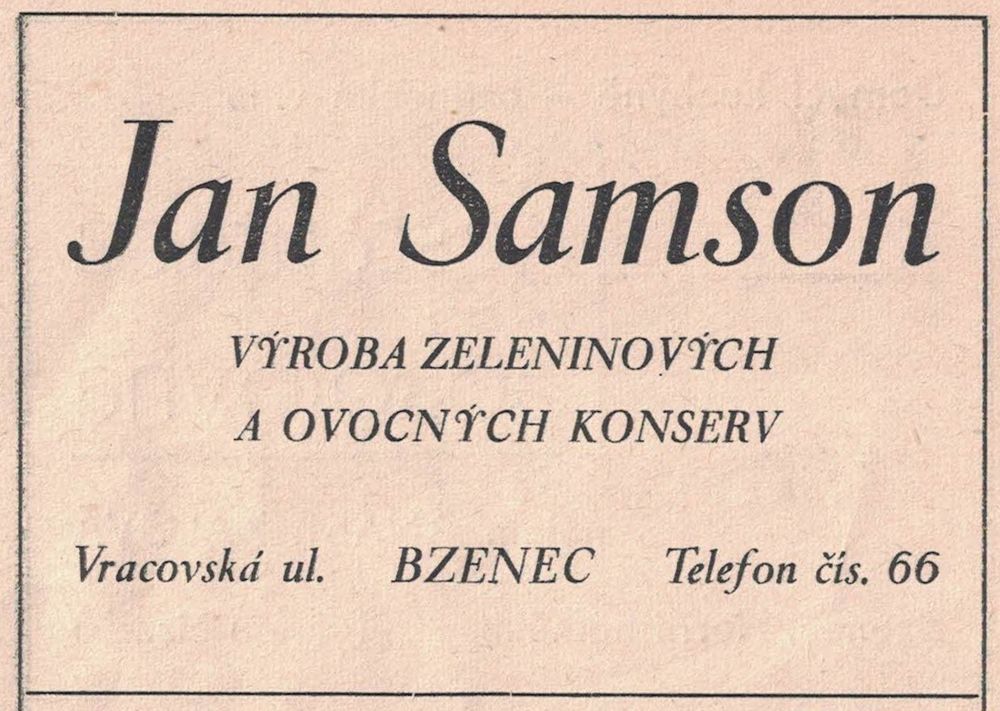 Jan Samson
VÝROBA ZELENINOVÝCH
A OVOCNÝCH KONSERV
Vracovská ul. BZENEC Telefon čís. 66